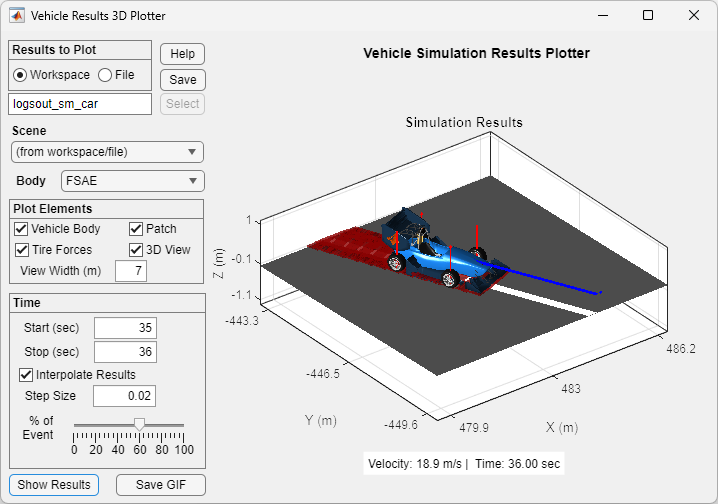 Vehicle Results 3D Plotter
Results to Plot
Workspace File
logsout_sm_car
Help
Save
Select
Scene
(from workspace/file)
Body FSAE
Plot Elements
Vehicle Body Patch
Tire Forces 3D View
View Width (m) 7
Time
Start (sec) 35
Stop (sec) 36
Interpolate Results
Step Size 0.02
% of
Event
0 20 40 60 80 100
Show Results Save GIF
Vehicle Simulation Results Plotter
Simulation Results
1
-0.1
-1.1
Z (m)
-443.3
-446.5
-449.6
Y (m)
479.9
483
486.2
X (m)
Velocity: 18.9 m/s | Time: 36.00 sec